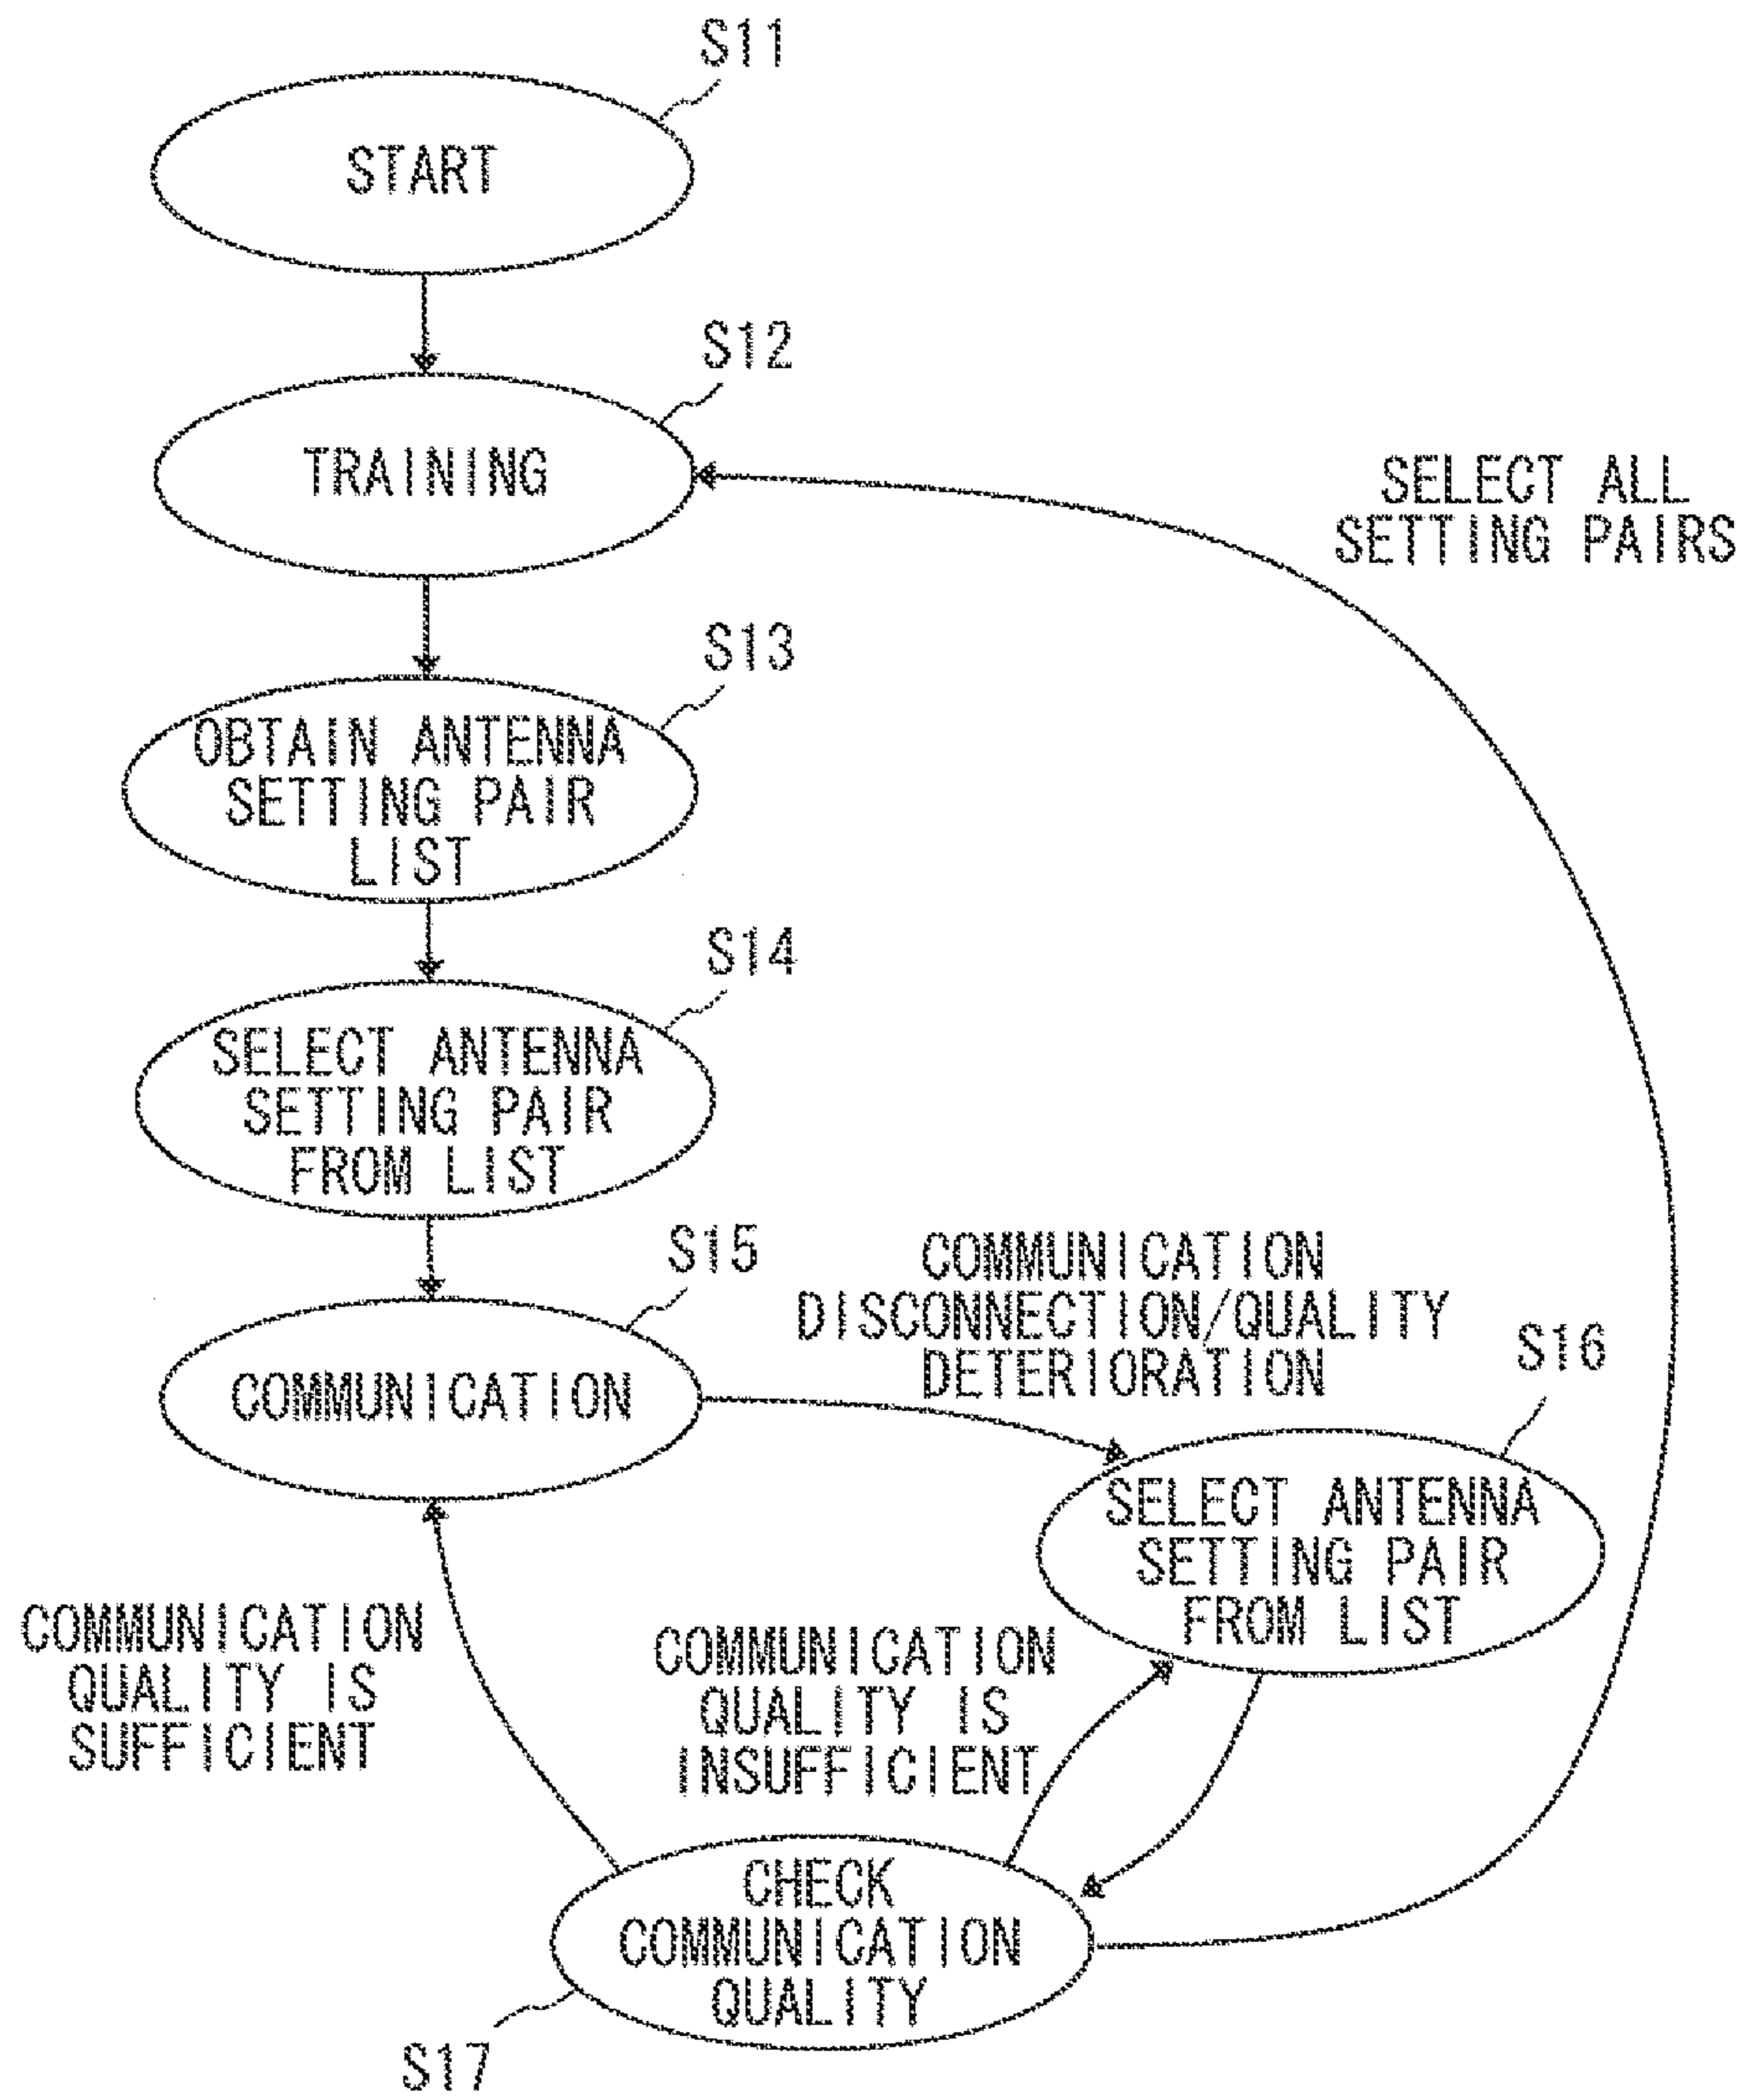 S11
START
S12
TRAINING
SELECT ALL
SETTING PAIRS
S13
OBTAIN ANTENNA
SETTING PAIR
LIST
S14
SELECT ANTENNA
SETTING PAIR
FROM LIST
S15
COMMUNICATION
COMMUNICATION
DISCONNECTION/QUALITY
DETERIORATION
S16
SELECT ANTENNA
SETTING PAIR
FROM LIST
COMMUNICATION
QUALITY IS
SUFFICIENT
COMMUNICATION
QUALITY IS
INSUFFICIENT
CHECK
COMMUNICATION
QUALITY
S17